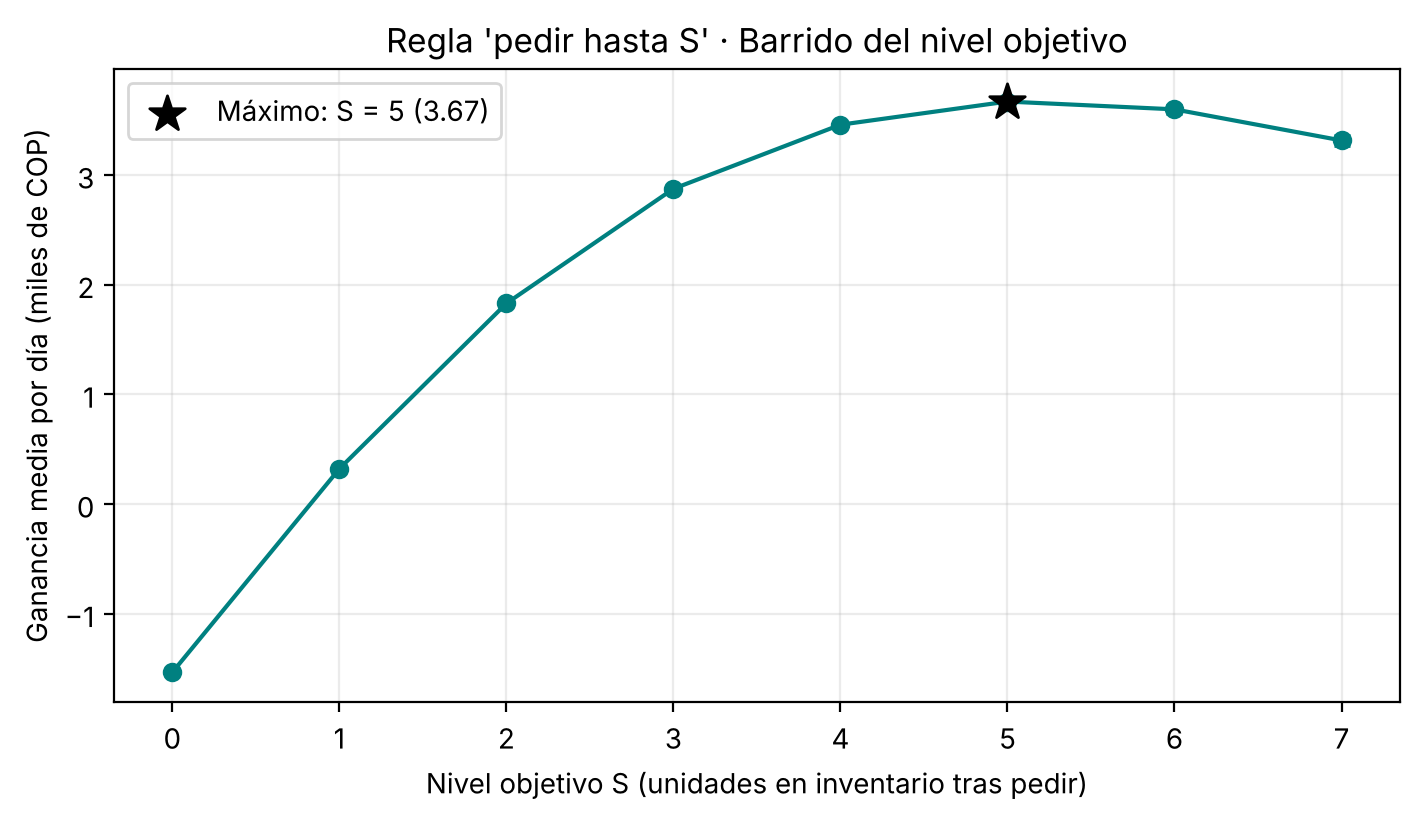 Regla 'pedir hasta S' · Barrido del nivel objetivo
Máximo: S = 5 (3.67)
Ganancia media por día (miles de COP)
3
2
1
0
−1
0 1 2 3 4 5 6 7
Nivel objetivo S (unidades en inventario tras pedir)